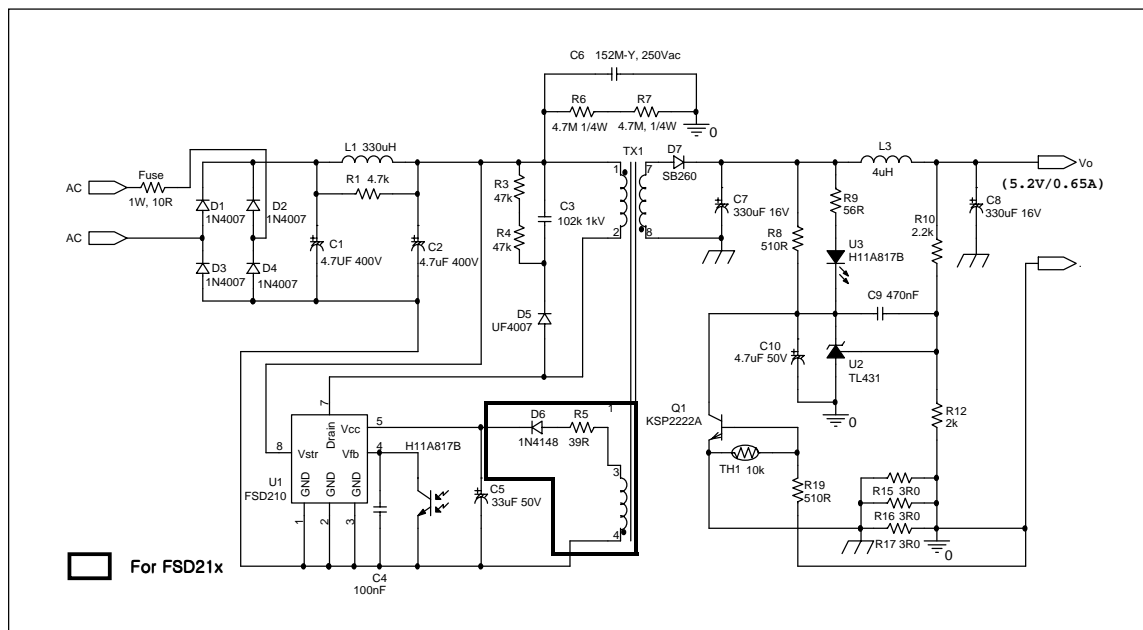 C6 152M-Y, 250Vac
R6 R7
4.7M 1/4W 4.7M, 1/4W
0
L1 330uH
TX1
D7
SB260
L3
4uH
Vo
(5.2V/0.65A)
AC
Fuse
1W, 10R
R1 4.7k
1
2
7
8
R3
47k
C3
102k 1kV
R4
47k
C7
330uF 16V
R9
56R
R10
2.2k
C8
330uF 16V
D1
1N4007
D2
1N4007
AC
C1
4.7UF 400V
C2
4.7uF 400V
R8
510R
U3
H11A817B
D3
1N4007
D4
1N4007
C9 470nF
.
D5
UF4007
C10
4.7uF 50V
U2
TL431
0
7
Drain
Vcc
5
Vfb
4
8
Vstr
U1
FSD210
GND
GND
GND
1
2
3
H11A817B
1
D6
1N4148
R5
39R
3
4
C5
33uF 50V
C4
100nF
Q1
KSP2222A
TH1 10k
R12
2k
R19
510R
R15 3R0
R16 3R0
R17 3R0
0
For FSD21x